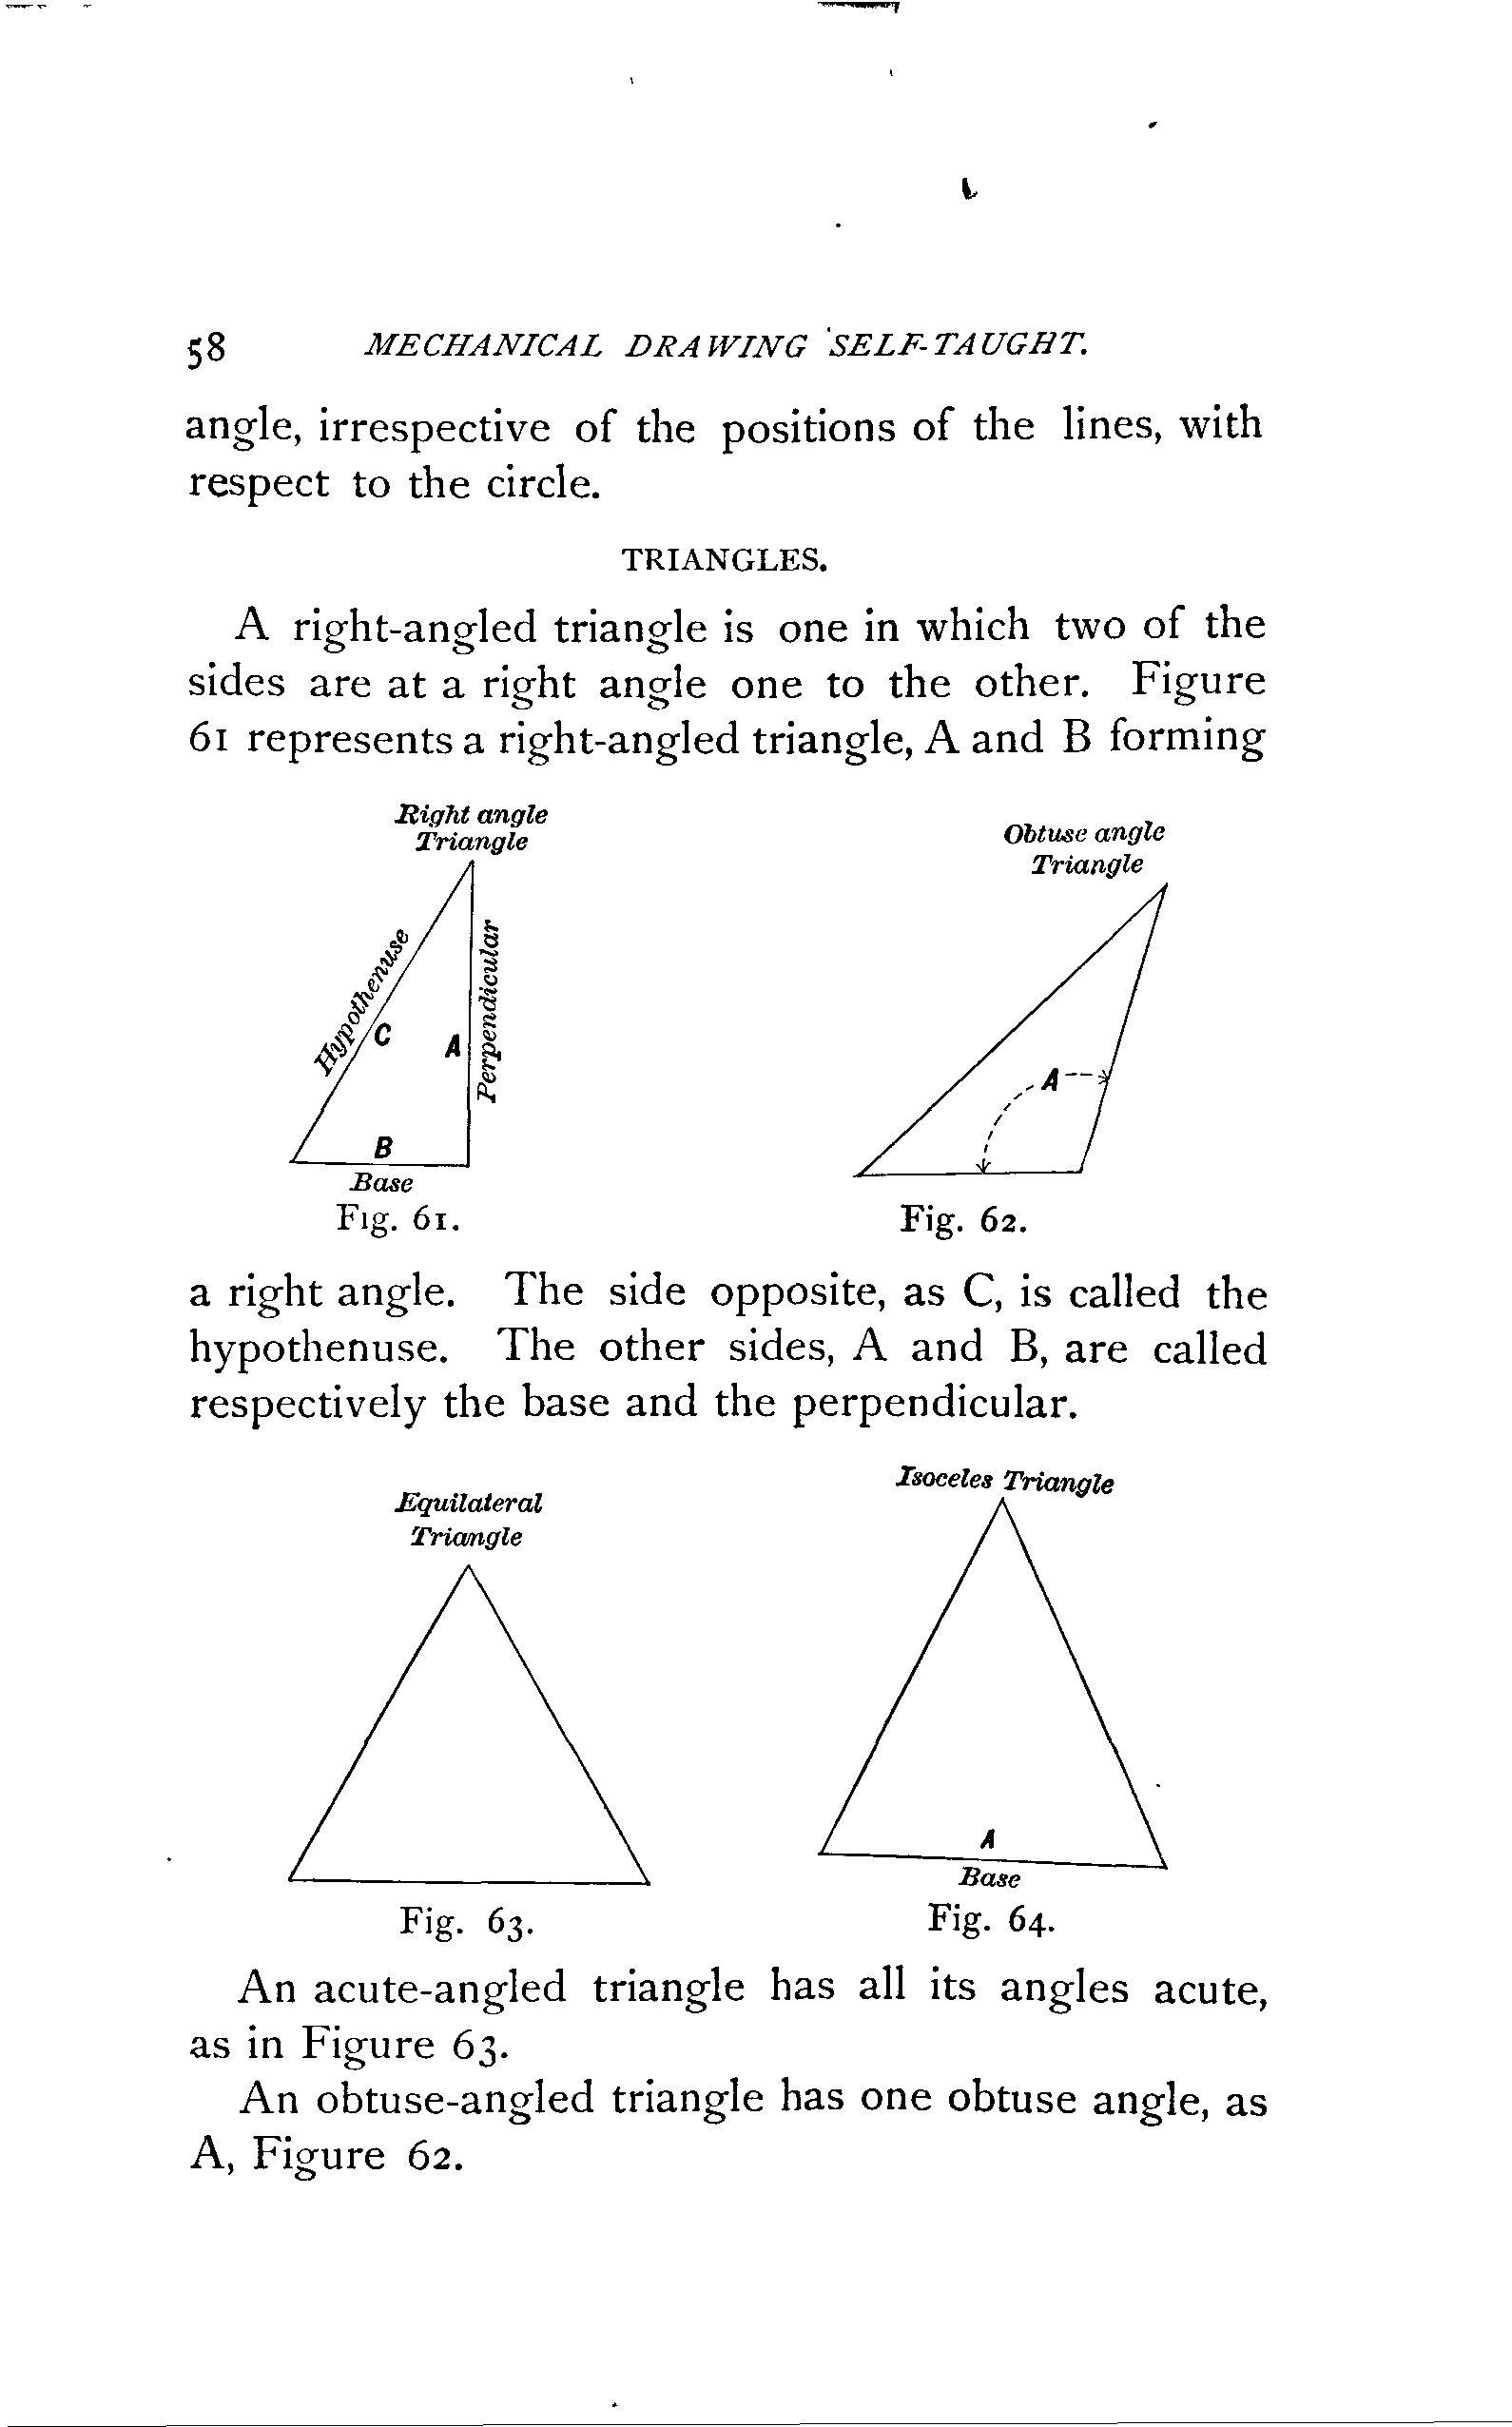 58 MECHANICAL DRAWING SELF-TAUGHT.
angle, irrespective of the positions of the lines, with
respect to the circle.
TRIANGLES.
A right-angled triangle is one in which two of the
sides are at a right angle one to the other. Figure
61 represents a right-angled triangle, A and B forming
Right angle
Triangle
Hypothenuse
C
A
Perpendicular
B
Base
Fig. 61.
Obtuse angle
Triangle
A
Fig. 62.
a right angle. The side opposite, as C, is called the
hypothenuse. The other sides, A and B, are called
respectively the base and the perpendicular.
Equilateral
Triangle
Fig. 63.
Isoceles Triangle
A
Base
Fig. 64.
An acute-angled triangle has all its angles acute,
as in Figure 63.
An obtuse-angled triangle has one obtuse angle, as
A, Figure 62.